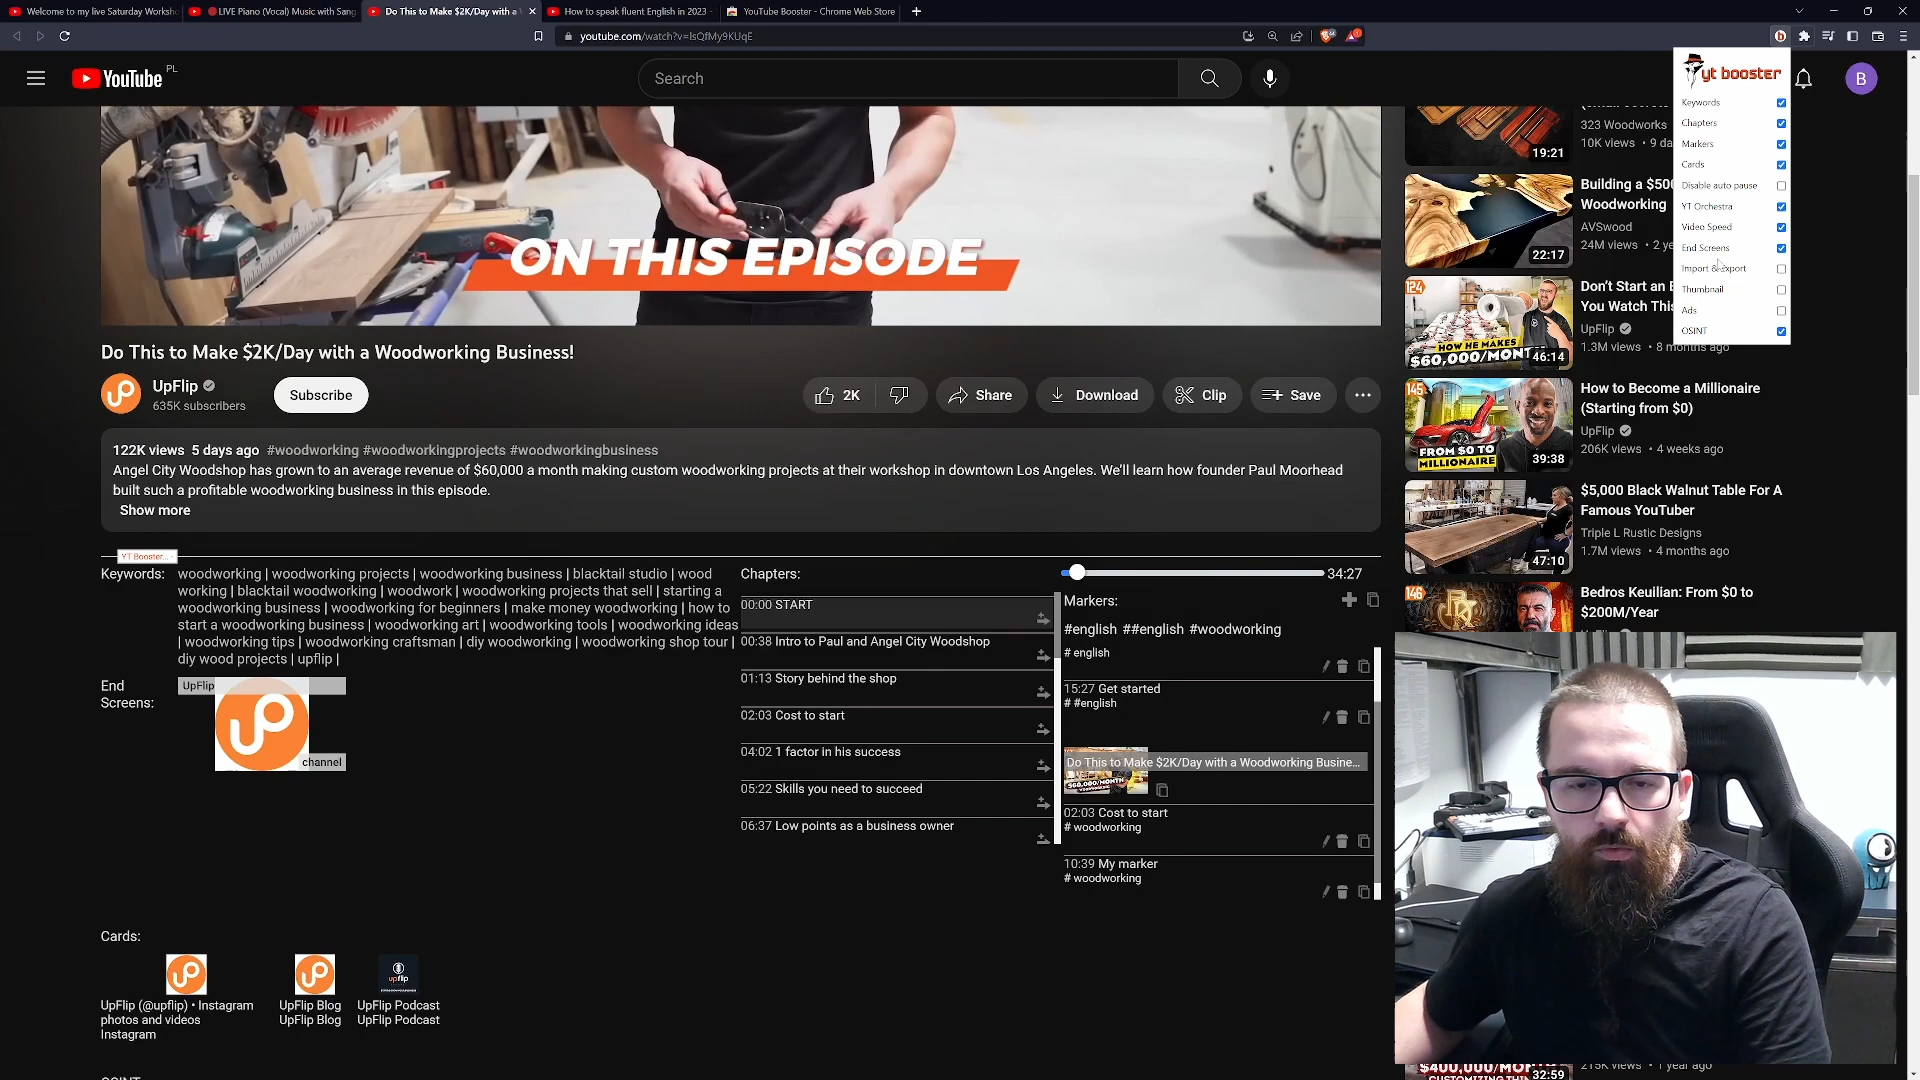 Welcome to my live Saturday Worksh
LIVE Piano (Vocal) Music with Sang
Do This to Make $2K/Day with a
How to speak fluent English in 2023 -
YouTube Booster - Chrome Web Store
youtube.com/watch?v=lsQfMy9KUqE
YouTube PL
Search
B
yt booster
Keywords
Chapters
Markers
Cards
Disable auto pause
YT Orchestra
Video Speed
End Screens
Import & Export
Thumbnail
Ads
OSINT
ON THIS EPISODE
Do This to Make $2K/Day with a Woodworking Business!
UpFlip
635K subscribers
Subscribe
2K
Share
Download
Clip
Save
122K views 5 days ago #woodworking #woodworkingprojects #woodworkingbusiness
Angel City Woodshop has grown to an average revenue of $60,000 a month making custom woodworking projects at their workshop in downtown Los Angeles. We'll learn how founder Paul Moorhead
built such a profitable woodworking business in this episode.
Show more
YT Booster...
Keywords:
woodworking | woodworking projects | woodworking business | blacktail studio | wood
working | blacktail woodworking | woodwork | woodworking projects that sell | starting a
woodworking business | woodworking for beginners | make money woodworking | how to
start a woodworking business | woodworking art | woodworking tools | woodworking ideas
| woodworking tips | woodworking craftsman | diy woodworking | woodworking shop tour |
diy wood projects | upflip |
End
Screens:
UpFlip
channel
Chapters:
00:00 START
00:38 Intro to Paul and Angel City Woodshop
01:13 Story behind the shop
02:03 Cost to start
04:02 1 factor in his success
05:22 Skills you need to succeed
06:37 Low points as a business owner
34:27
Markers:
#english ##english #woodworking
# english
15:27 Get started
# #english
Do This to Make $2K/Day with a Woodworking Busine...
$60,000/MONTH
02:03 Cost to start
# woodworking
10:39 My marker
# woodworking
Cards:
upflip
UpFlip (@upflip) • Instagram
photos and videos
Instagram
UpFlip Blog
UpFlip Blog
UpFlip Podcast
UpFlip Podcast
323 Woodworks
10K views • 9 da
19:21
Building a $500
Woodworking
AVSwood
24M views • 2 ye
22:17
Don't Start an E
You Watch This
UpFlip
1.3M views • 8 months ago
124
HOW HE MAKES
$60,000/MONTH
46:14
How to Become a Millionaire
(Starting from $0)
UpFlip
206K views • 4 weeks ago
145
FROM $0 TO
MILLIONAIRE
39:38
$5,000 Black Walnut Table For A
Famous YouTuber
Triple L Rustic Designs
1.7M views • 4 months ago
47:10
146
Bedros Keuilian: From $0 to
$200M/Year
$400,000/MON
CUSTOMIZING THIN
32:59
215K views • 1 year ago